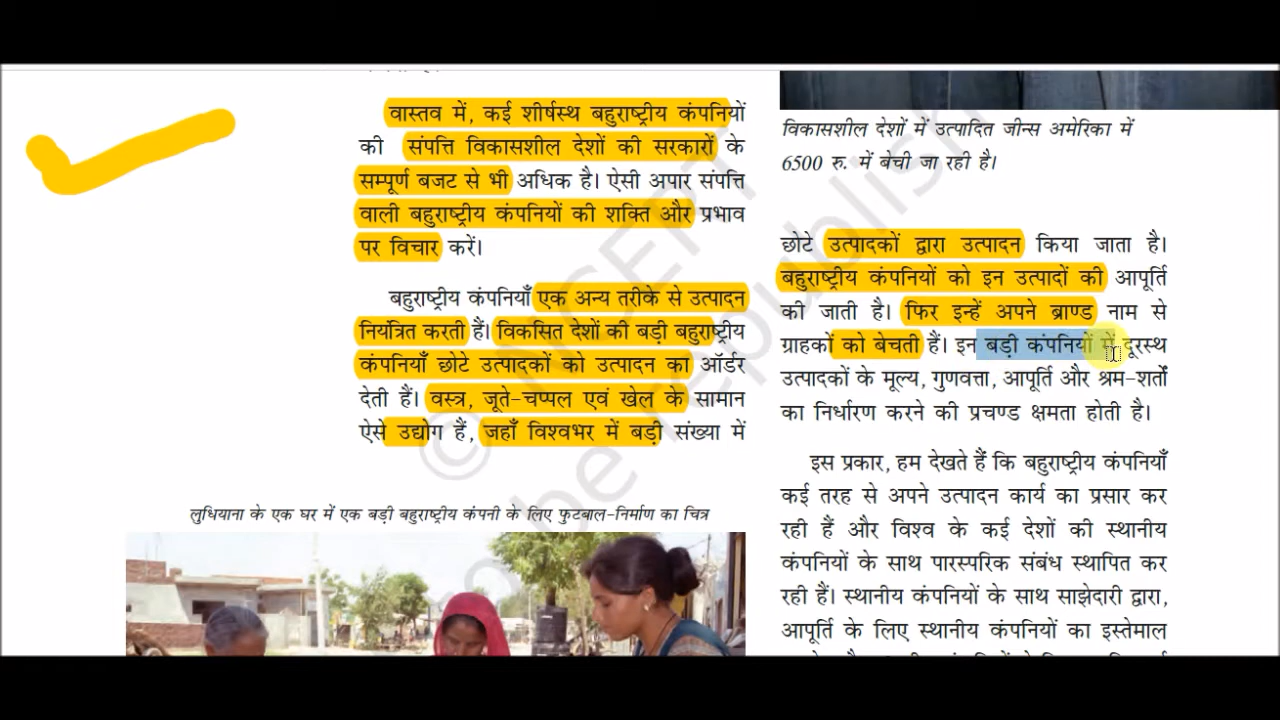 वास्तव में, कई शीर्षस्थ बहुराष्ट्रीय कंपनियों
की संपत्ति विकासशील देशों की सरकारों के
सम्पूर्ण बजट से भी अधिक है। ऐसी अपार संपत्ति
वाली बहुराष्ट्रीय कंपनियों की शक्ति और प्रभाव
पर विचार करें।
बहुराष्ट्रीय कंपनियाँ एक अन्य तरीके से उत्पादन
नियंत्रित करती हैं। विकसित देशों की बड़ी बहुराष्ट्रीय
कंपनियाँ छोटे उत्पादकों को उत्पादन का ऑर्डर
देती हैं। वस्त्र, जूते-चप्पल एवं खेल के सामान
ऐसे उद्योग हैं, जहाँ विश्वभर में बड़ी संख्या में
लुधियाना के एक घर में एक बड़ी बहुराष्ट्रीय कंपनी के लिए फुटबाल-निर्माण का चित्र
विकासशील देशों में उत्पादित जीन्स अमेरिका में
6500 रु. में बेची जा रही है।
छोटे उत्पादकों द्वारा उत्पादन किया जाता है।
बहुराष्ट्रीय कंपनियों को इन उत्पादों की आपूर्ति
की जाती है। फिर इन्हें अपने ब्राण्ड नाम से
ग्राहकों को बेचती हैं। इन बड़ी कंपनियों में दूरस्थ
उत्पादकों के मूल्य, गुणवत्ता, आपूर्ति और श्रम-शर्तों
का निर्धारण करने की प्रचण्ड क्षमता होती है।
इस प्रकार, हम देखते हैं कि बहुराष्ट्रीय कंपनियाँ
कई तरह से अपने उत्पादन कार्य का प्रसार कर
रही हैं और विश्व के कई देशों की स्थानीय
कंपनियों के साथ पारस्परिक संबंध स्थापित कर
रही हैं। स्थानीय कंपनियों के साथ साझेदारी द्वारा,
आपूर्ति के लिए स्थानीय कंपनियों का इस्तेमाल
© NCERT
be republish